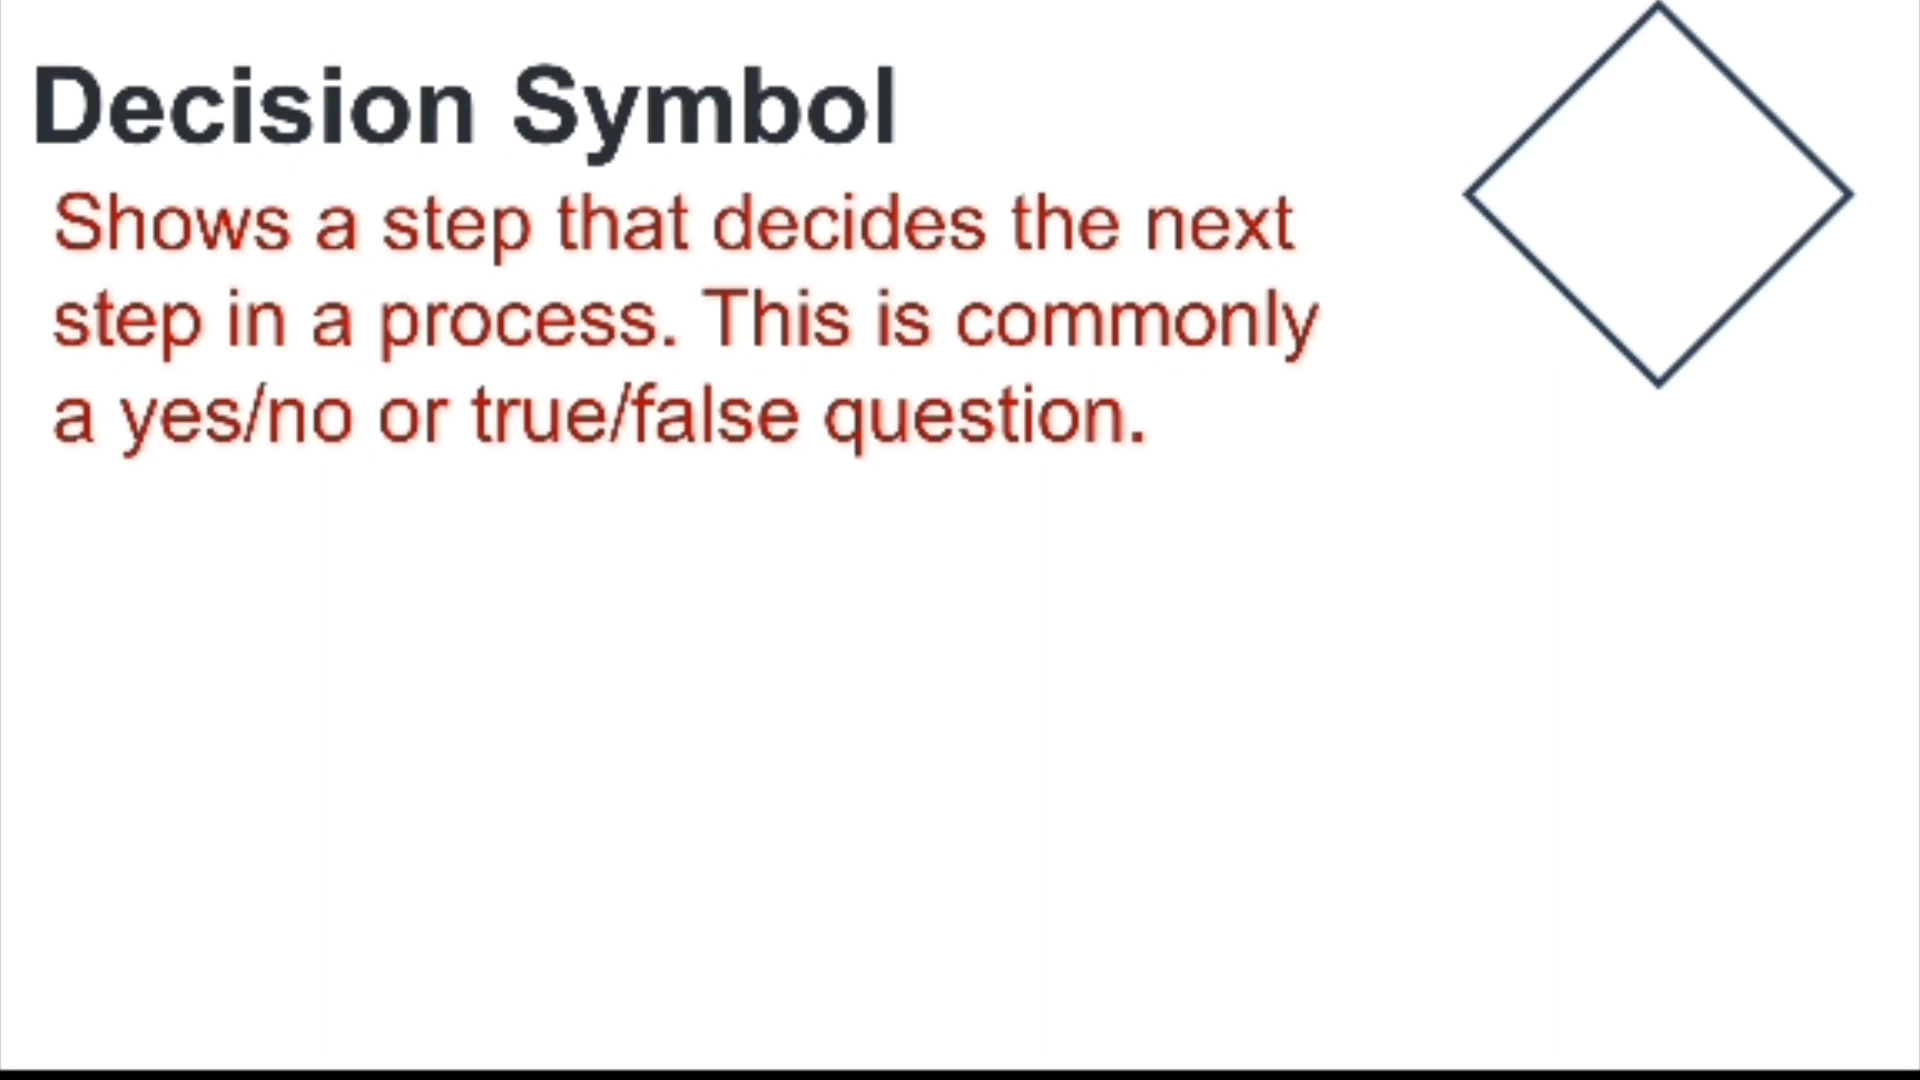 Decision Symbol
Shows a step that decides the next
step in a process. This is commonly
a yes/no or true/false question.